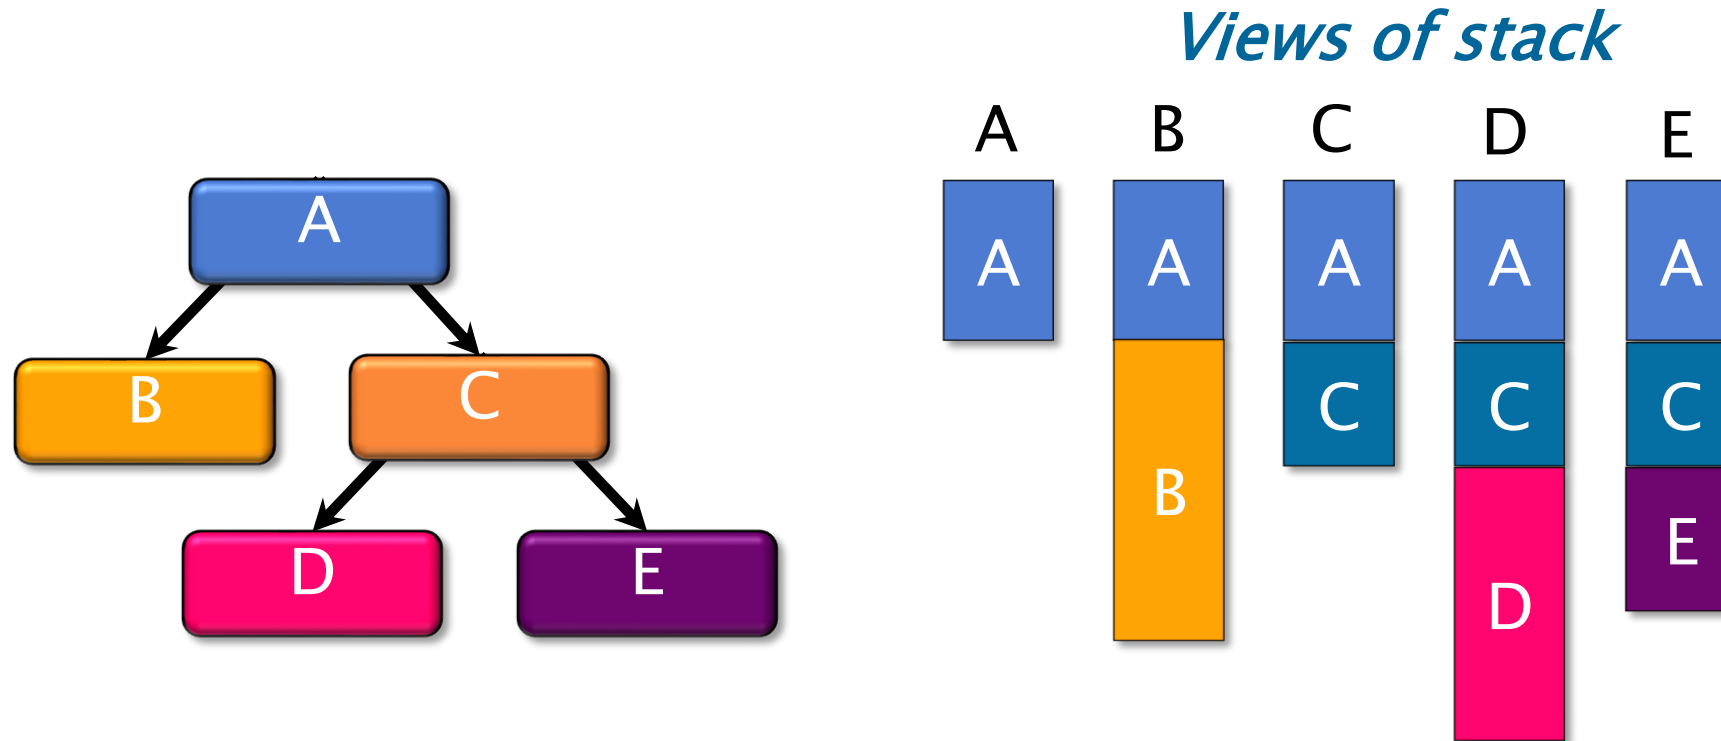 Views of stack
A B C D E
A
B C
D E
A A A A A
C C C
B
E
D